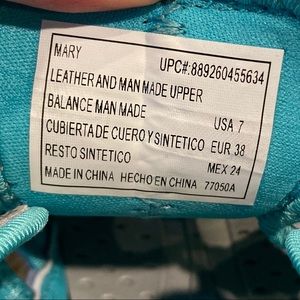 MARY UPC#:889260455634
LEATHER AND MAN MADE UPPER
BALANCE MAN MADE USA 7
CUBIERTA DE CUERO Y SINTETICO EUR 38
RESTO SINTETICO MEX 24
MADE IN CHINA HECHO EN CHINA 77050A